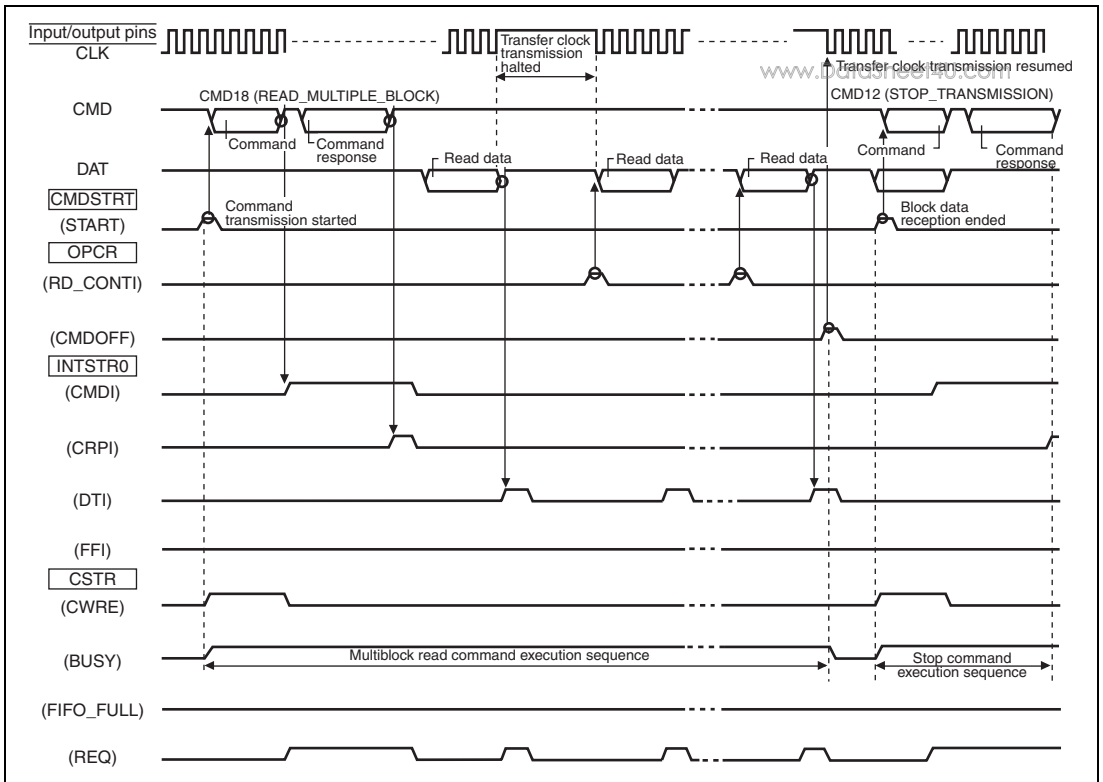 Input/output pins
CLK
Transfer clock
transmission
halted
www.DataSheet4U.com
Transfer clock transmission resumed
CMD
CMD18 (READ_MULTIPLE_BLOCK)
CMD12 (STOP_TRANSMISSION)
Command
Command
response
Command
Command
response
DAT
Read data
Read data
Read data
CMDSTRT
(START)
Command
transmission started
Block data
reception ended
OPCR
(RD_CONTI)
(CMDOFF)
INTSTR0
(CMDI)
(CRPI)
(DTI)
(FFI)
CSTR
(CWRE)
(BUSY)
Multiblock read command execution sequence
Stop command
execution sequence
(FIFO_FULL)
(REQ)